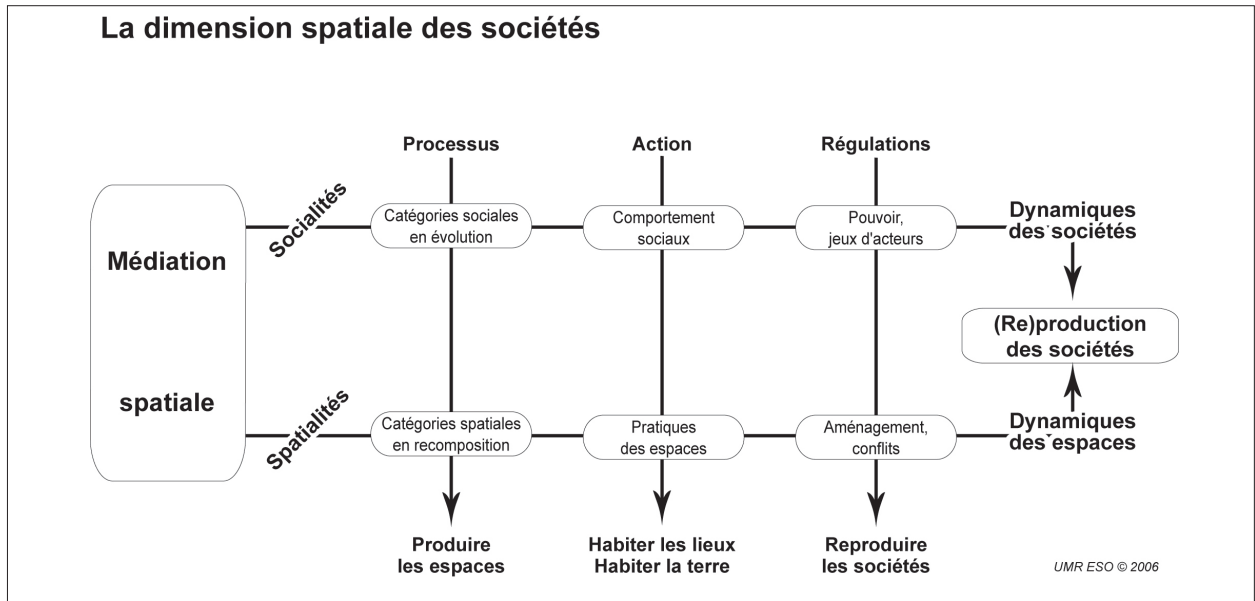 La dimension spatiale des sociétés
Processus
Action
Régulations
Médiation
spatiale
Socialités
Catégories sociales
en évolution
Comportement
sociaux
Pouvoir,
jeux d'acteurs
Dynamiques
des sociétés
(Re)production
des sociétés
Spatialités
Catégories spatiales
en recomposition
Pratiques
des espaces
Aménagement,
conflits
Dynamiques
des espaces
Produire
les espaces
Habiter les lieux
Habiter la terre
Reproduire
les sociétés
UMR ESO © 2006